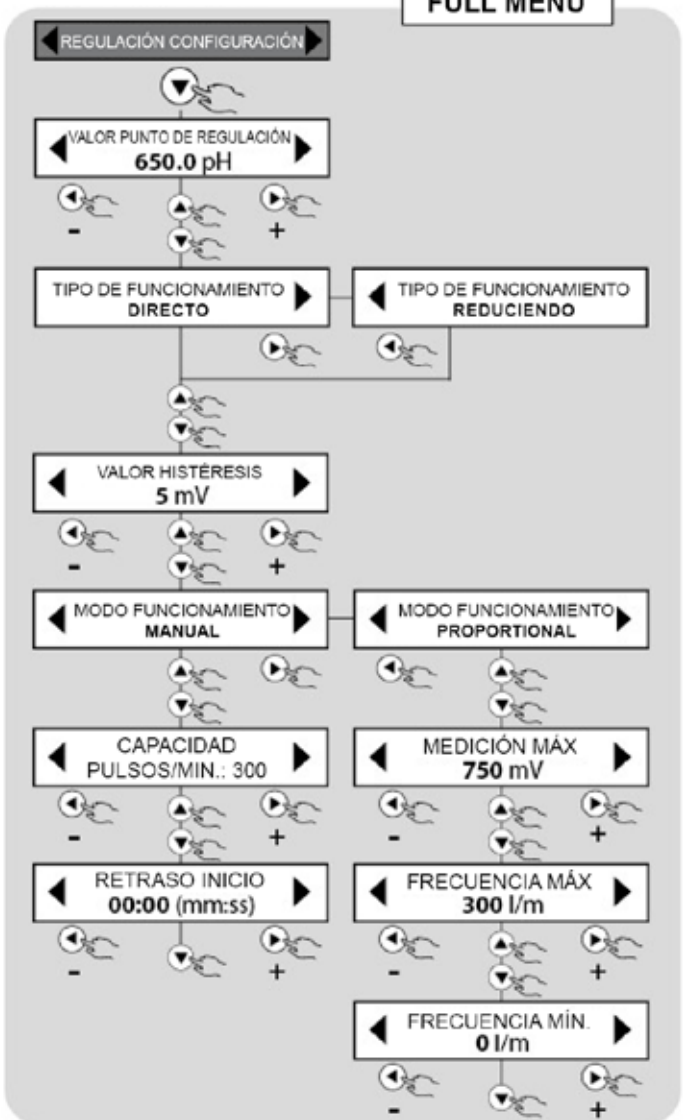 FULL MENU
REGULACIÓN CONFIGURACIÓN
VALOR PUNTO DE REGULACIÓN
650.0 pH
- +
TIPO DE FUNCIONAMIENTO
DIRECTO
TIPO DE FUNCIONAMIENTO
REDUCIENDO
VALOR HISTÉRESIS
5 mV
- +
MODO FUNCIONAMIENTO
MANUAL
MODO FUNCIONAMIENTO
PROPORTIONAL
CAPACIDAD
PULSOS/MIN.: 300
- +
MEDICIÓN MÁX
750 mV
- +
RETRASO INICIO
00:00 (mm:ss)
- +
FRECUENCIA MÁX
300 I/m
- +
FRECUENCIA MÍN.
0 I/m
- +